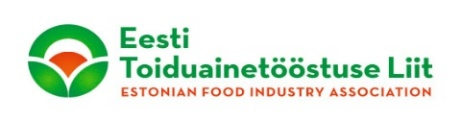 Eesti
Toiduainetööstuse Liit
ESTONIAN FOOD INDUSTRY ASSOCIATION